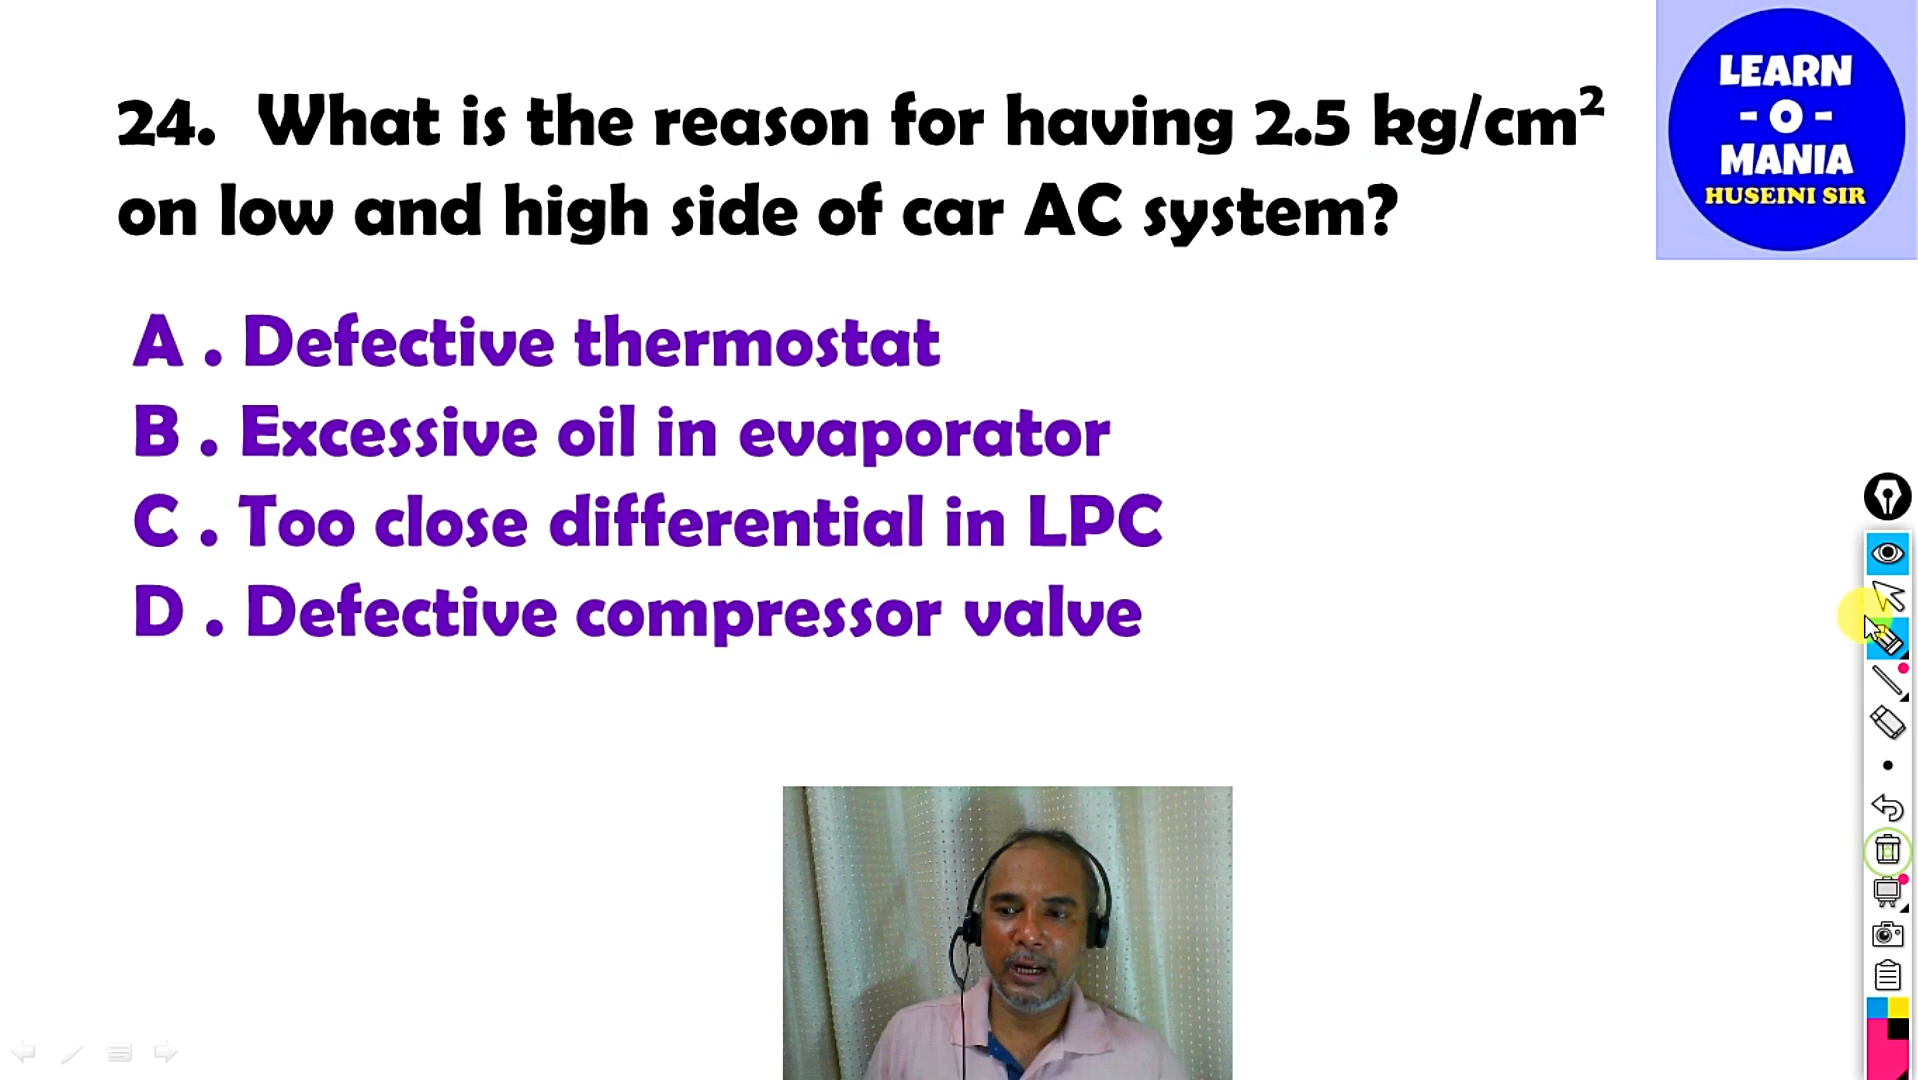 24. What is the reason for having 2.5 kg/cm²
on low and high side of car AC system?
A . Defective thermostat
B . Excessive oil in evaporator
C . Too close differential in LPC
D . Defective compressor valve
LEARN
- O -
MANIA
HUSEINI SIR